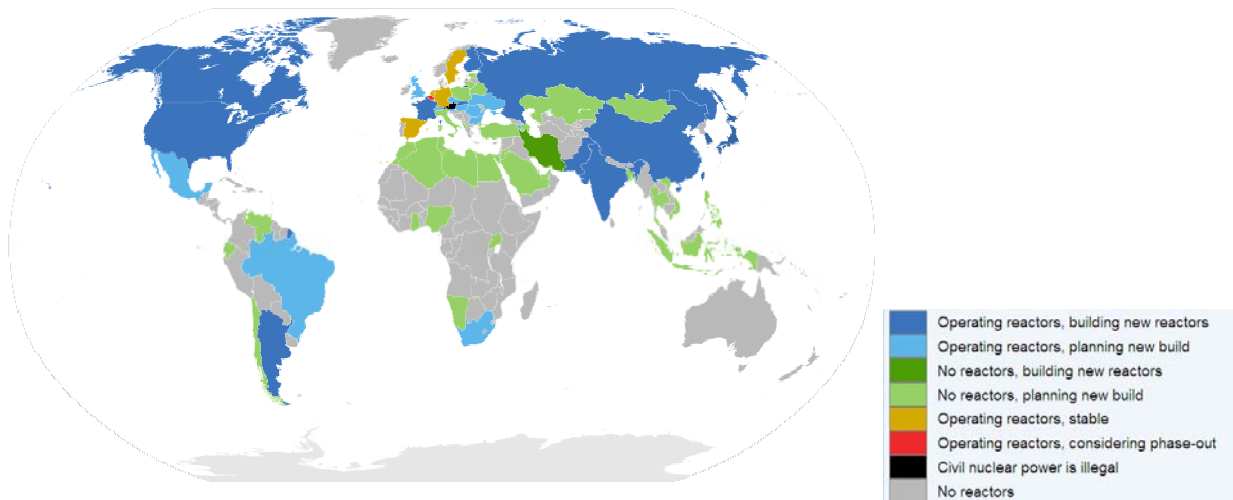 Operating reactors, building new reactors
Operating reactors, planning new build
No reactors, building new reactors
No reactors, planning new build
Operating reactors, stable
Operating reactors, considering phase-out
Civil nuclear power is illegal
No reactors